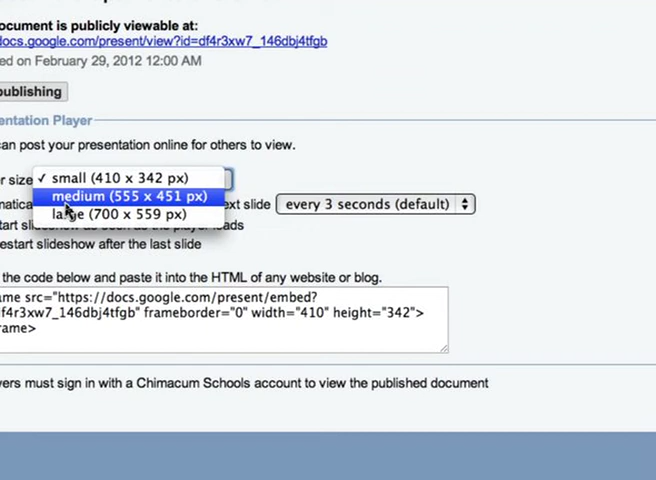 ocument is publicly viewable at:
docs.google.com/present/view?id=df4r3xw7_146dbj4tfgb
ed on February 29, 2012 12:00 AM
publishing
entation Player
can post your presentation online for others to view.
r size ✓ small (410 x 342 px)
medium (555 x 451 px)
matica ext slide every 3 seconds (default)
large (700 x 559 px)
tart slideshow as soon as the player loads
estart slideshow after the last slide
the code below and paste it into the HTML of any website or blog.
ame src="https://docs.google.com/present/embed?
df4r3xw7_146dbj4tfgb" frameborder="0" width="410" height="342">
rame>
wers must sign in with a Chimacum Schools account to view the published document